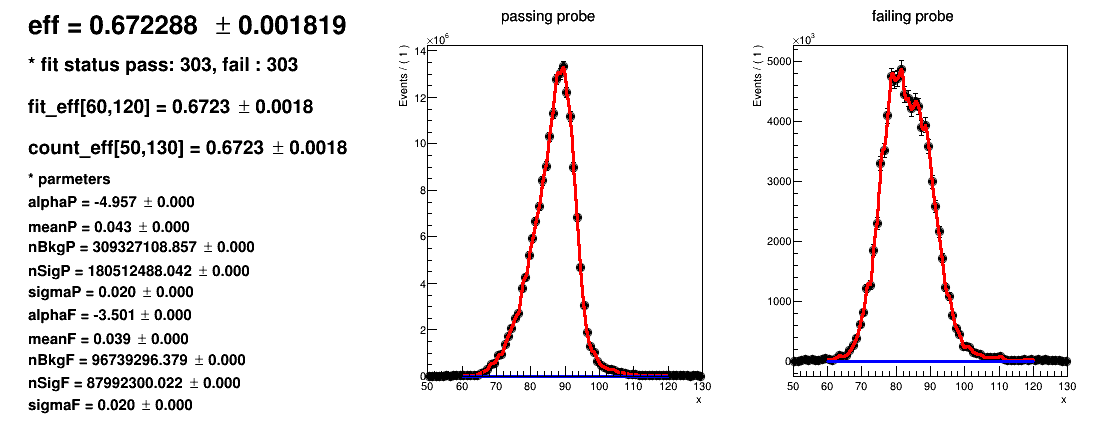 eff = 0.672288 ± 0.001819
* fit status pass: 303, fail : 303
fit_eff[60,120] = 0.6723 ± 0.0018
count_eff[50,130] = 0.6723 ± 0.0018
* parmeters
alphaP = -4.957 ± 0.000
meanP = 0.043 ± 0.000
nBkgP = 309327108.857 ± 0.000
nSigP = 180512488.042 ± 0.000
sigmaP = 0.020 ± 0.000
alphaF = -3.501 ± 0.000
meanF = 0.039 ± 0.000
nBkgF = 96739296.379 ± 0.000
nSigF = 87992300.022 ± 0.000
sigmaF = 0.020 ± 0.000
passing probe
×10⁶
Events / ( 1 )
14
12
10
8
6
4
2
0
50 60 70 80 90 100 110 120 130
x
failing probe
×10³
Events / ( 1 )
5000
4000
3000
2000
1000
0
50 60 70 80 90 100 110 120 130
x